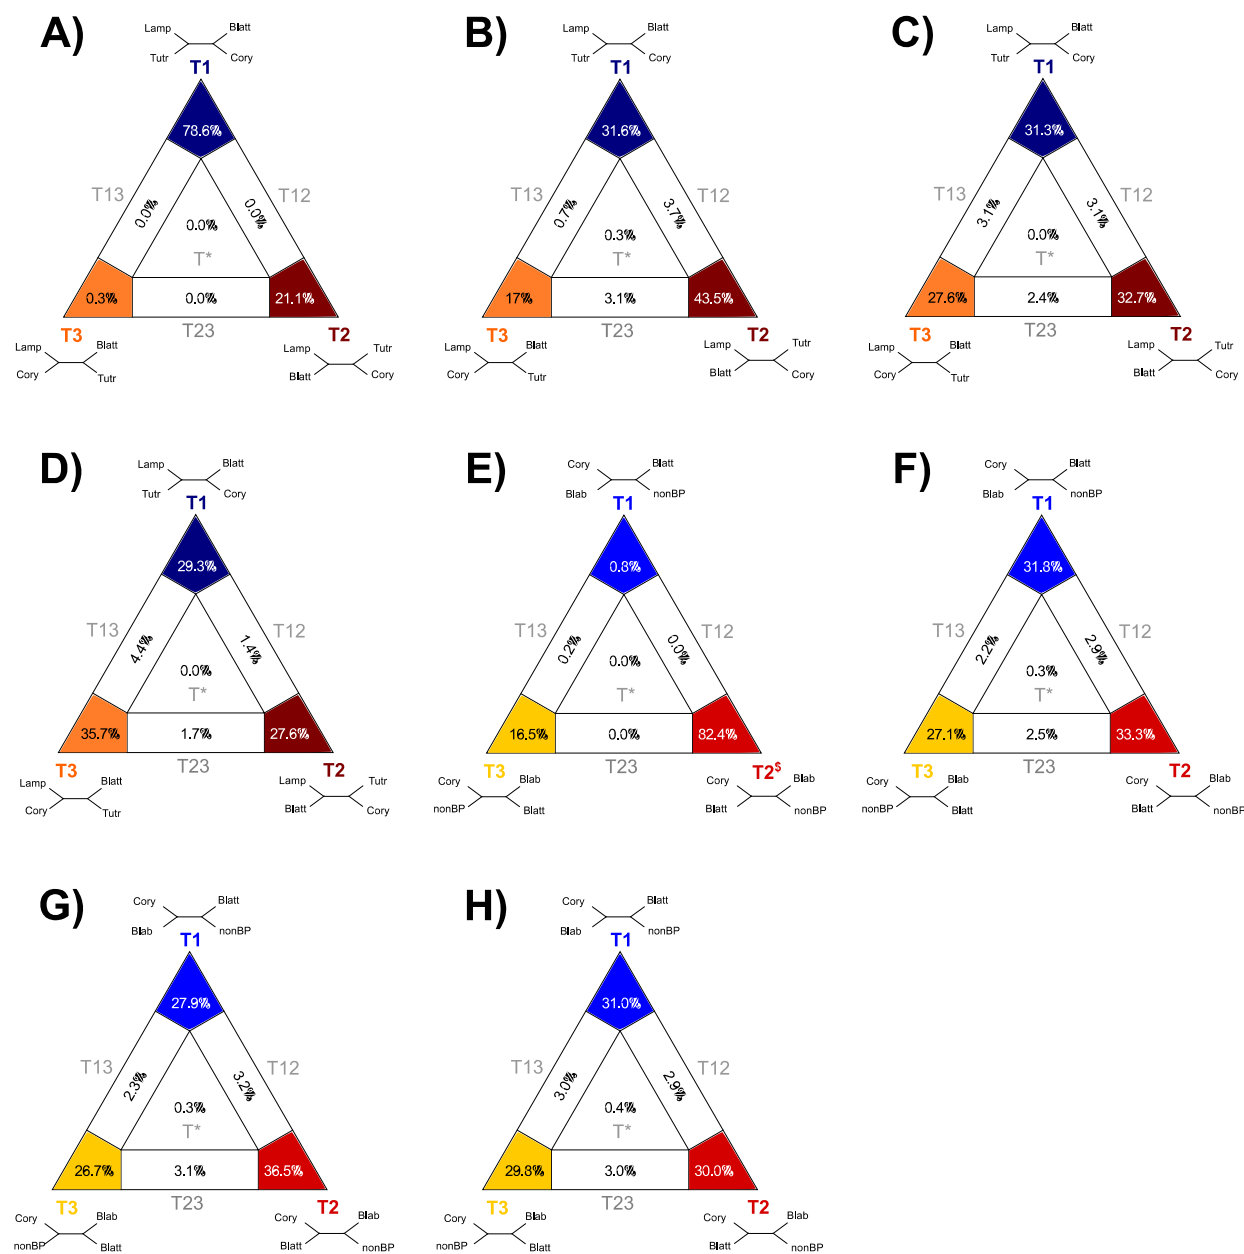 A)
Lamp Blatt
Tutr Cory
T1
78.6%
T13 T12
0.0% 0.0%
0.0%
T*
0.3% 0.0% 21.1%
T3 T23 T2
Lamp Blatt
Cory Tutr
Lamp Tutr
Blatt Cory
B)
Lamp Blatt
Tutr Cory
T1
31.6%
T13 T12
0.7% 3.7%
0.3%
T*
17% 3.1% 43.5%
T3 T23 T2
Lamp Blatt
Cory Tutr
Lamp Tutr
Blatt Cory
C)
Lamp Blatt
Tutr Cory
T1
31.3%
T13 T12
3.1% 3.1%
0.0%
T*
27.6% 2.4% 32.7%
T3 T23 T2
Lamp Blatt
Cory Tutr
Lamp Tutr
Blatt Cory
D)
Lamp Blatt
Tutr Cory
T1
29.3%
T13 T12
4.4% 1.4%
0.0%
T*
35.7% 1.7% 27.6%
T3 T23 T2
Lamp Blatt
Cory Tutr
Lamp Tutr
Blatt Cory
E)
Cory Blatt
Blab nonBP
T1
0.8%
T13 T12
0.2% 0.0%
0.0%
T*
16.5% 0.0% 82.4%
T3 T23 T2$
Cory Blab
nonBP Blatt
Cory Blab
Blatt nonBP
F)
Cory Blatt
Blab nonBP
T1
31.8%
T13 T12
2.2% 2.9%
0.3%
T*
27.1% 2.5% 33.3%
T3 T23 T2
Cory Blab
nonBP Blatt
Cory Blab
Blatt nonBP
G)
Cory Blatt
Blab nonBP
T1
27.9%
T13 T12
2.3% 3.2%
0.3%
T*
26.7% 3.1% 36.5%
T3 T23 T2
Cory Blab
nonBP Blatt
Cory Blab
Blatt nonBP
H)
Cory Blatt
Blab nonBP
T1
31.0%
T13 T12
3.0% 2.9%
0.4%
T*
29.8% 3.0% 30.0%
T3 T23 T2
Cory Blab
nonBP Blatt
Cory Blab
Blatt nonBP